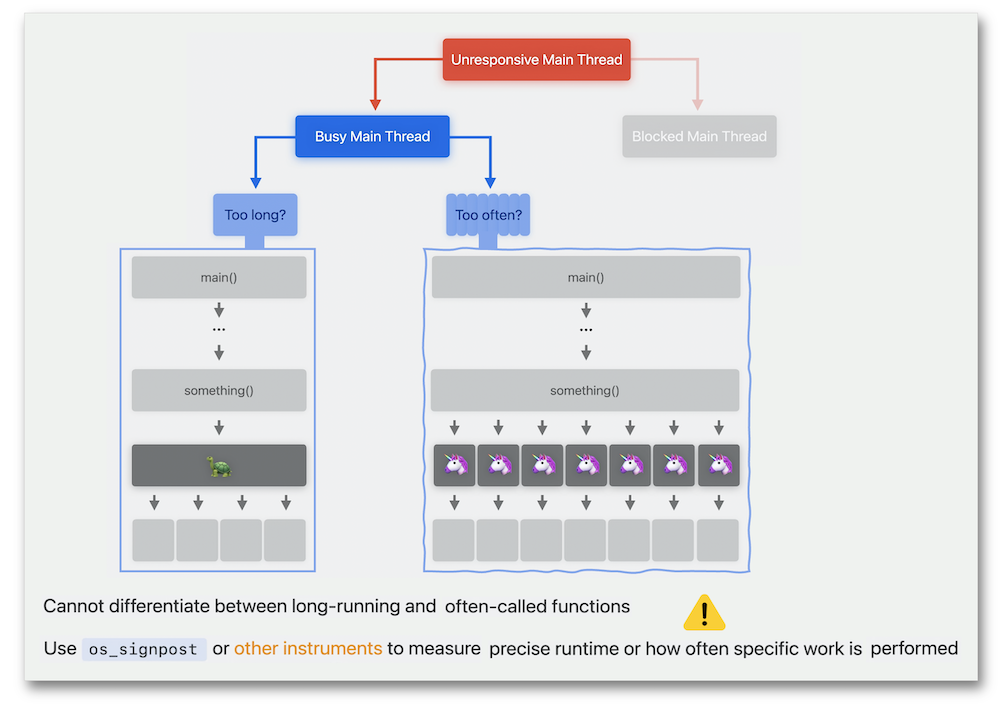 Unresponsive Main Thread
Busy Main Thread
Blocked Main Thread
Too long?
Too often?
main()
...
something()
main()
...
something()
Cannot differentiate between long-running and often-called functions
Use os_signpost or other instruments to measure precise runtime or how often specific work is performed